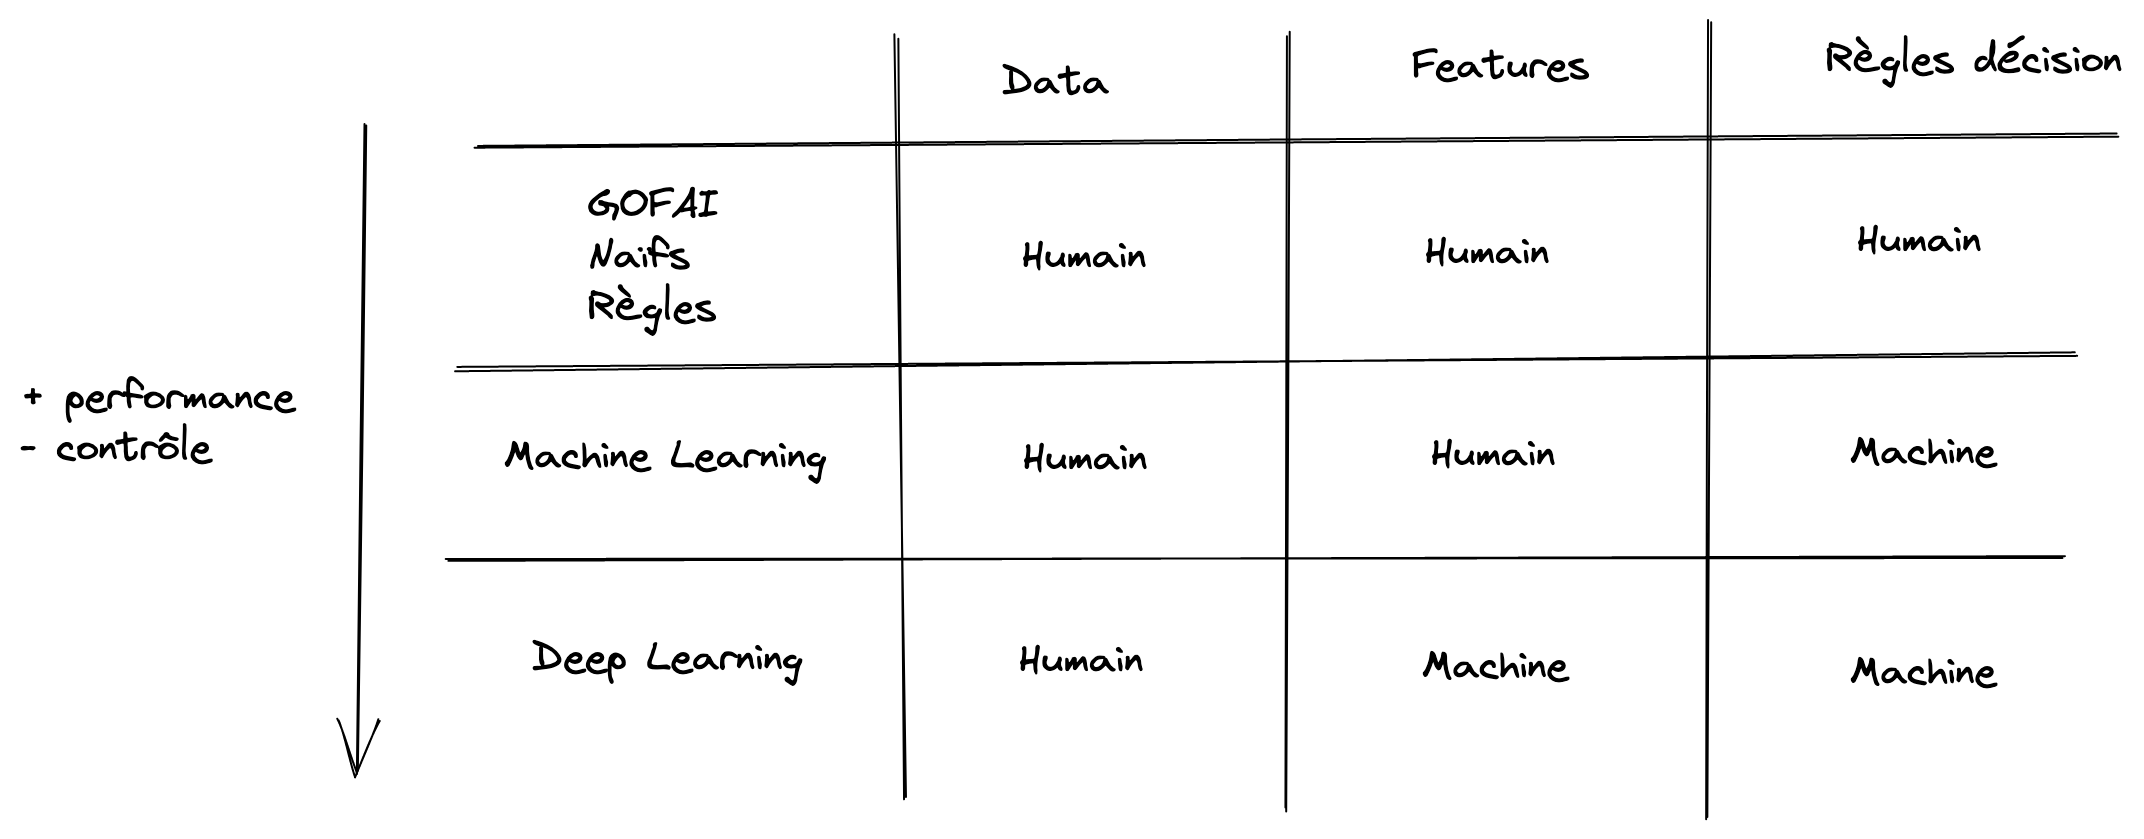 Data Features Règles décision
GOFAI
Naifs
Règles
Humain Humain Humain
+ performance
- contrôle
Machine Learning Humain Humain Machine
Deep Learning Humain Machine Machine